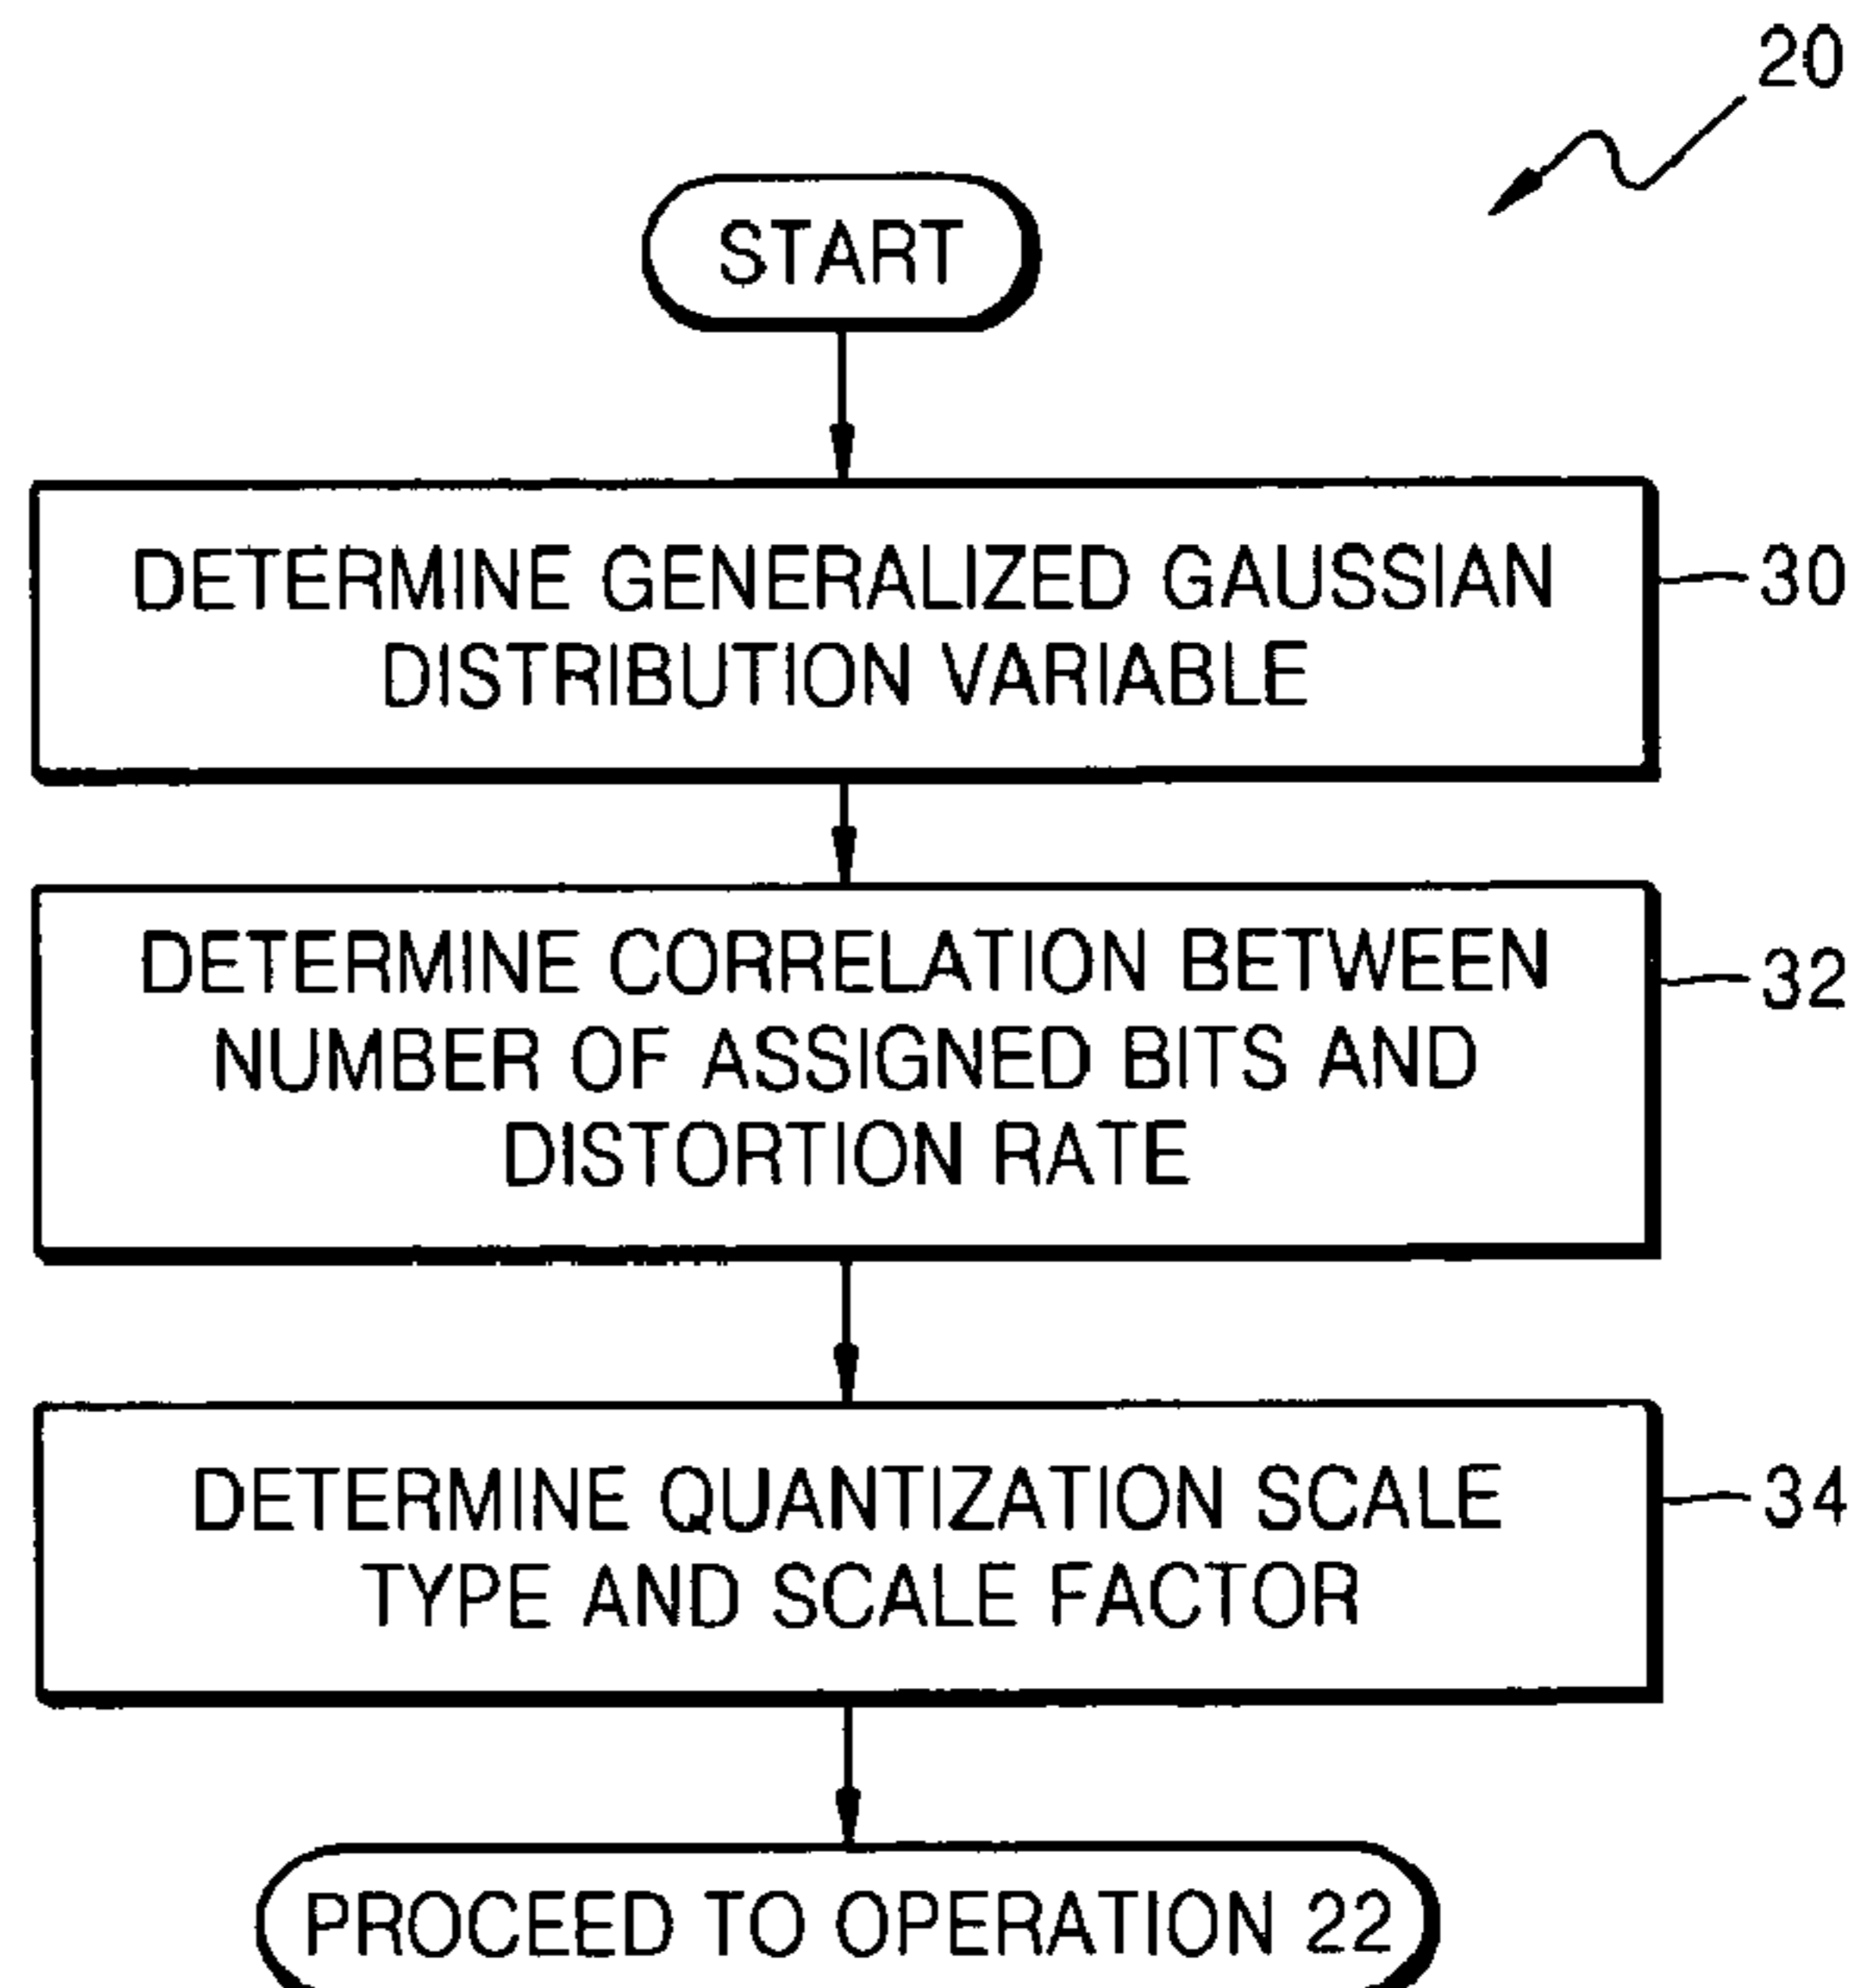 20
START
DETERMINE GENERALIZED GAUSSIAN
DISTRIBUTION VARIABLE
30
DETERMINE CORRELATION BETWEEN
NUMBER OF ASSIGNED BITS AND
DISTORTION RATE
32
DETERMINE QUANTIZATION SCALE
TYPE AND SCALE FACTOR
34
PROCEED TO OPERATION 22